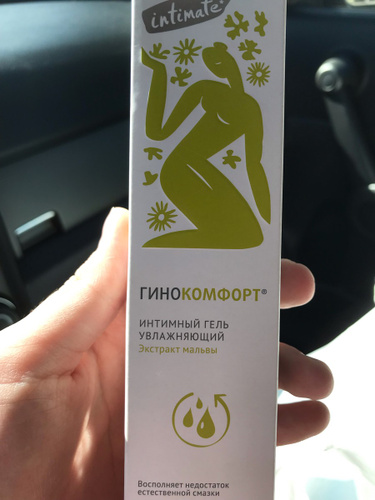 intimate
ГИНОКОМФОРТ®
ИНТИМНЫЙ ГЕЛЬ
УВЛАЖНЯЮЩИЙ
Экстракт мальвы
Восполняет недостаток
естественной смазки